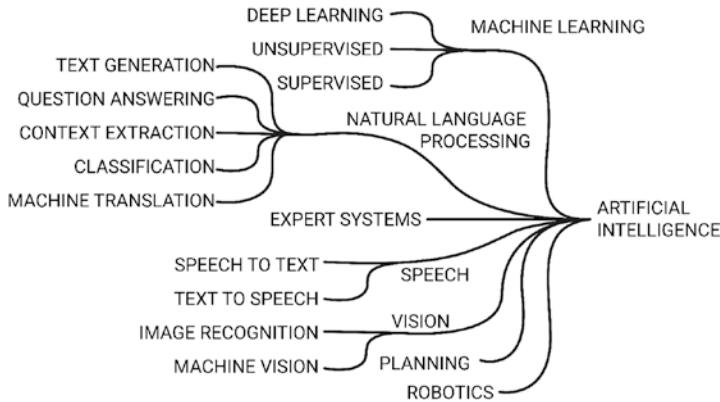 DEEP LEARNING
MACHINE LEARNING
UNSUPERVISED
SUPERVISED
TEXT GENERATION
QUESTION ANSWERING
CONTEXT EXTRACTION
CLASSIFICATION
MACHINE TRANSLATION
NATURAL LANGUAGE
PROCESSING
EXPERT SYSTEMS
ARTIFICIAL
INTELLIGENCE
SPEECH TO TEXT
SPEECH
TEXT TO SPEECH
IMAGE RECOGNITION
VISION
MACHINE VISION
PLANNING
ROBOTICS